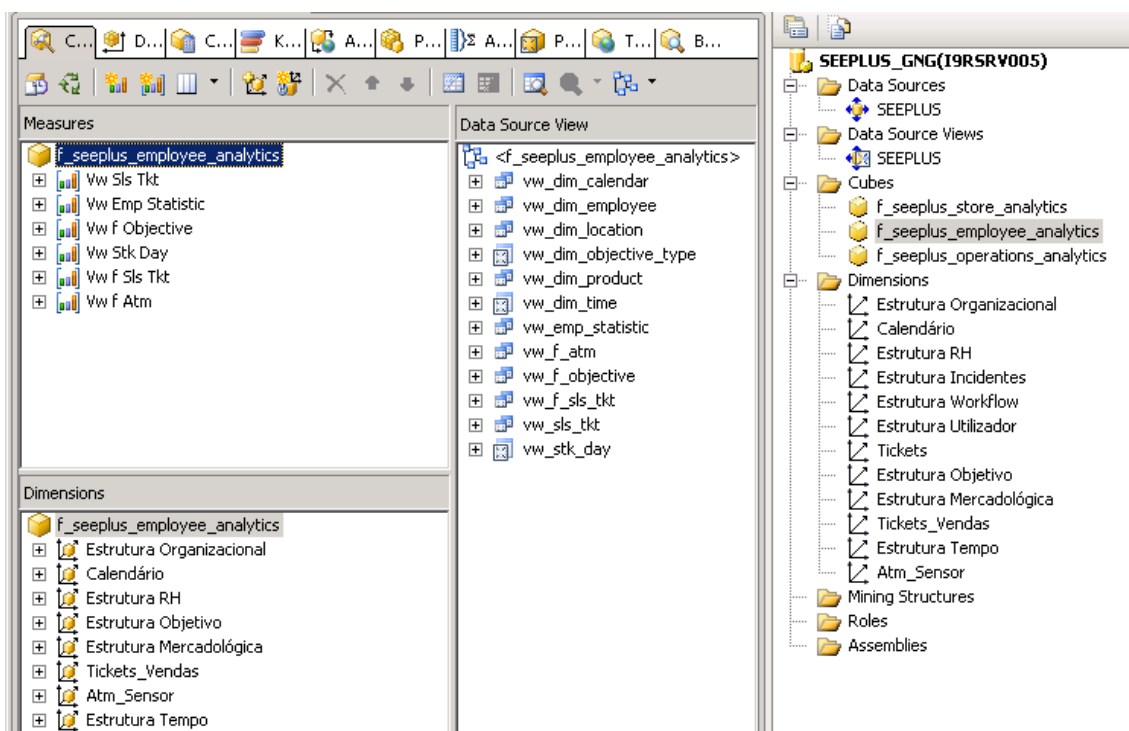 C...
D...
C...
K...
A...
P...
A...
P...
T...
B...
Measures
f_seeplus_employee_analytics
Vw Sls Tkt
Vw Emp Statistic
Vw f Objective
Vw Stk Day
Vw f Sls Tkt
Vw f Atm
Dimensions
f_seeplus_employee_analytics
Estrutura Organizacional
Calendário
Estrutura RH
Estrutura Objetivo
Estrutura Mercadológica
Tickets_Vendas
Atm_Sensor
Estrutura Tempo
Data Source View
<f_seeplus_employee_analytics>
vw_dim_calendar
vw_dim_employee
vw_dim_location
vw_dim_objective_type
vw_dim_product
vw_dim_time
vw_emp_statistic
vw_f_atm
vw_f_objective
vw_f_sls_tkt
vw_sls_tkt
vw_stk_day
SEEPLUS_GNG(I9RSRV005)
Data Sources
SEEPLUS
Data Source Views
SEEPLUS
Cubes
f_seeplus_store_analytics
f_seeplus_employee_analytics
f_seeplus_operations_analytics
Dimensions
Estrutura Organizacional
Calendário
Estrutura RH
Estrutura Incidentes
Estrutura Workflow
Estrutura Utilizador
Tickets
Estrutura Objetivo
Estrutura Mercadológica
Tickets_Vendas
Estrutura Tempo
Atm_Sensor
Mining Structures
Roles
Assemblies